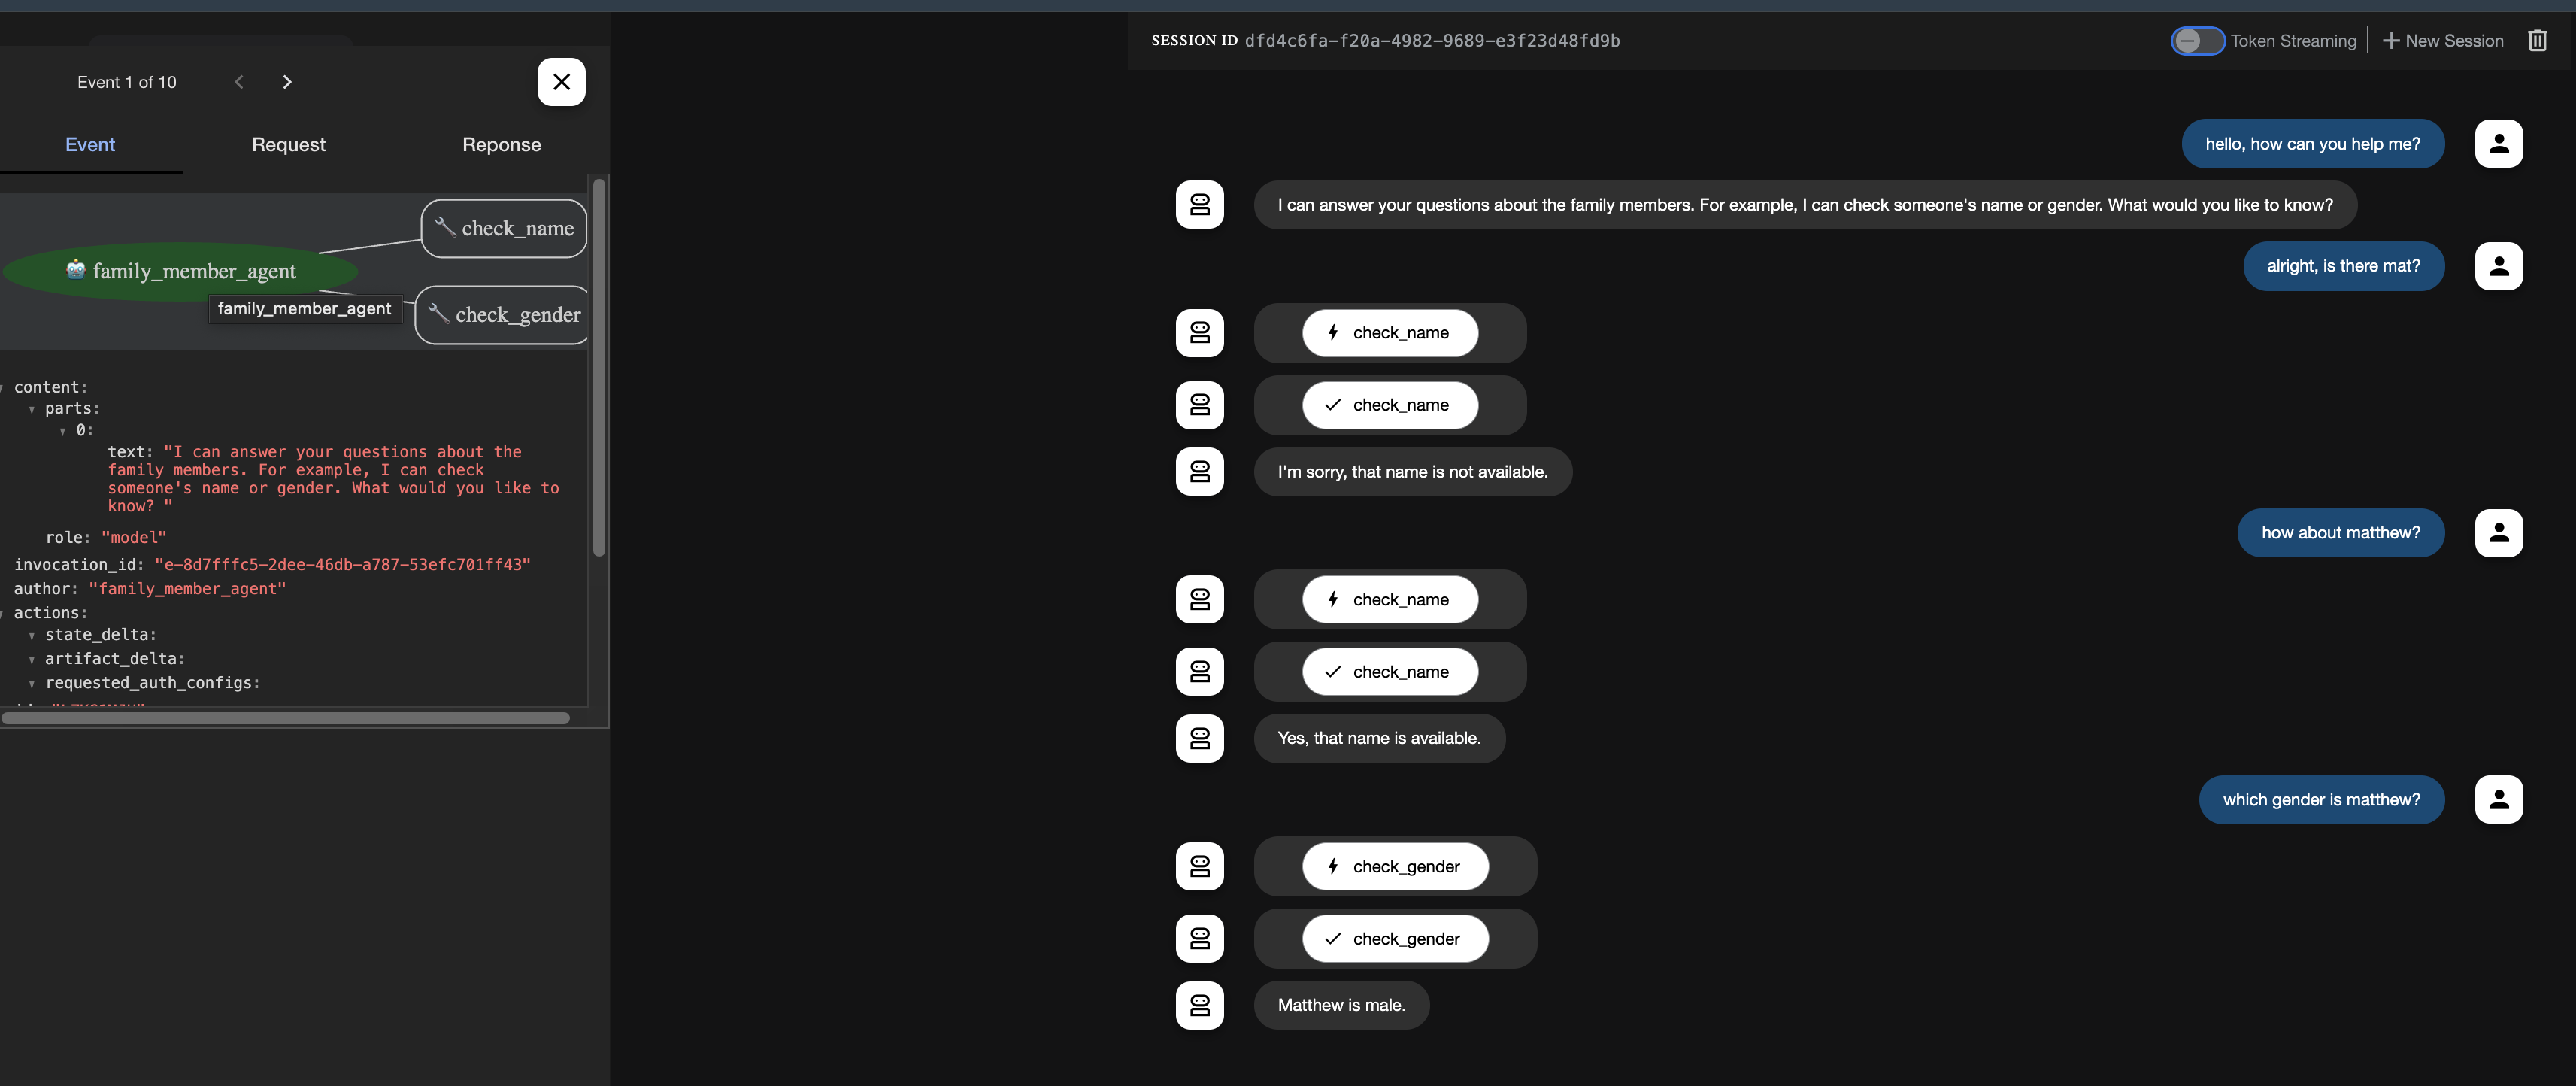 SESSION ID dfd4c6fa-f20a-4982-9689-e3f23d48fd9b
Token Streaming
New Session
Event 1 of 10
Event
Request
Reponse
check_name
family_member_agent
family_member_agent
check_gender
content:
parts:
0:
text: "I can answer your questions about the
family members. For example, I can check
someone's name or gender. What would you like to
know? "
role: "model"
invocation_id: "e-8d7fffc5-2dee-46db-a787-53efc701ff43"
author: "family_member_agent"
actions:
state_delta:
artifact_delta:
requested_auth_configs:
hello, how can you help me?
I can answer your questions about the family members. For example, I can check someone's name or gender. What would you like to know?
alright, is there mat?
check_name
check_name
I'm sorry, that name is not available.
how about matthew?
check_name
check_name
Yes, that name is available.
which gender is matthew?
check_gender
check_gender
Matthew is male.